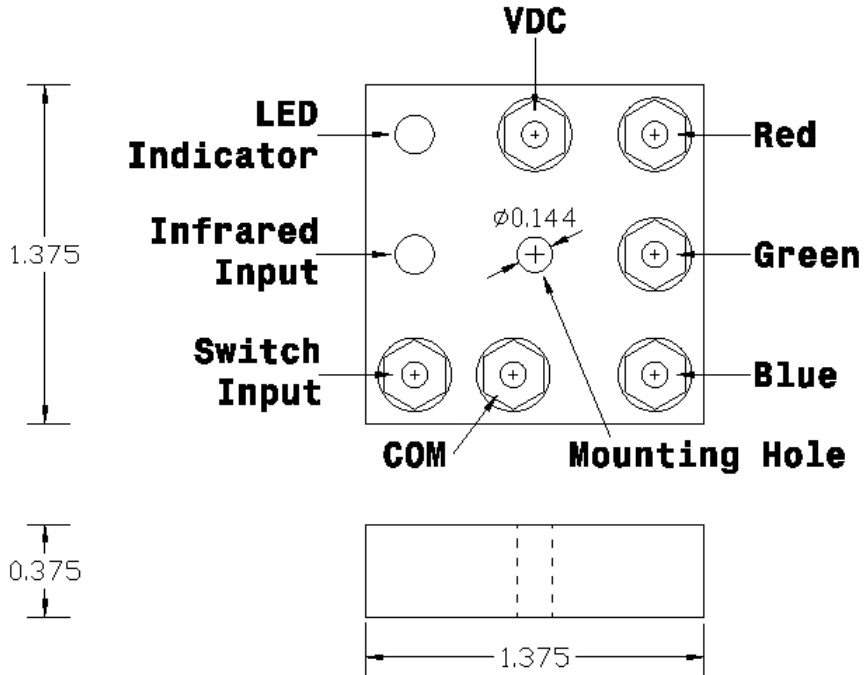 VDC
LED
Indicator
Red
1.375
Infrared
Input
Ø0.144
Green
Switch
Input
Blue
COM
Mounting Hole
0.375
1.375